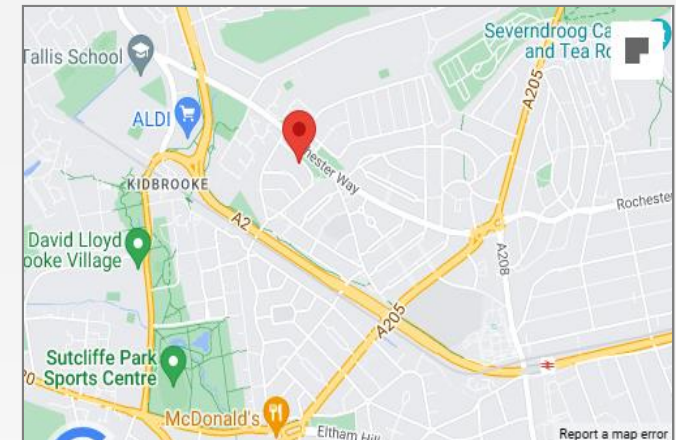 Tallis School
Severndroog Ca
and Tea Ro
A205
ALDI
hester Way
KIDBROOKE
Rochester
A2
David Lloyd
ooke Village
A208
A205
Sutcliffe Park
Sports Centre
McDonald's
Eltham Hill
Report a map error